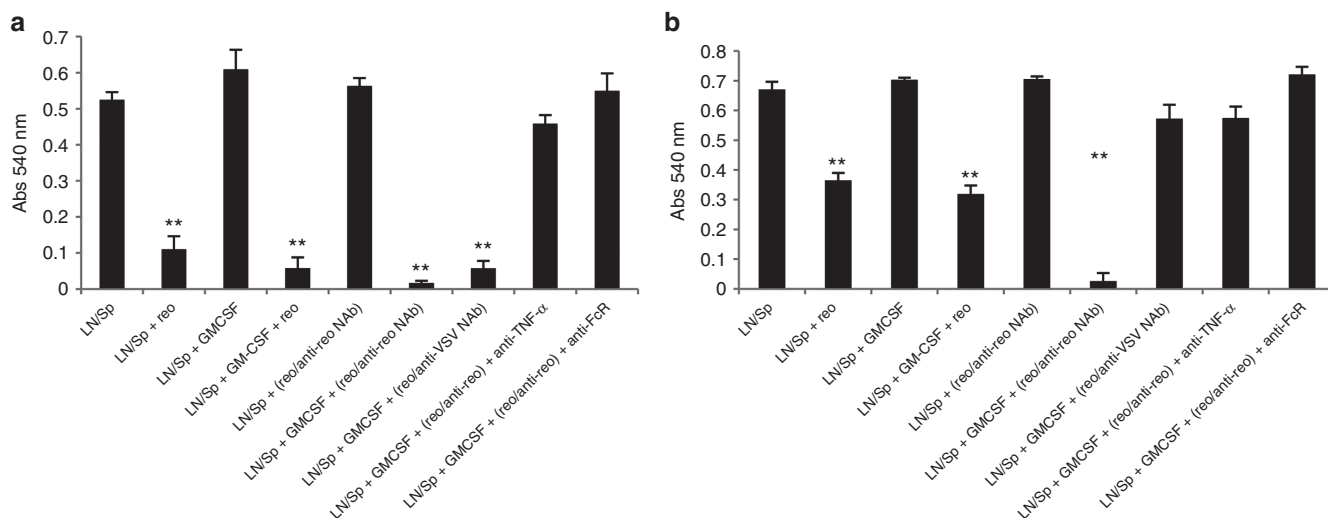 a
0.7
0.6
0.5
0.4
0.3
0.2
0.1
0
Abs 540 nm
**
**
**
**
LN/Sp
LN/Sp + reo
LN/Sp + GMCSF
LN/Sp + GM-CSF + reo
LN/Sp + (reo/anti-reo NAb)
LN/Sp + GMCSF + (reo/anti-reo NAb)
LN/Sp + GMCSF + (reo/anti-VSV NAb)
LN/Sp + GMCSF + (reo/anti-reo) + anti-TNF-α
LN/Sp + GMCSF + (reo/anti-reo) + anti-FcR
b
0.8
0.7
0.6
0.5
0.4
0.3
0.2
0.1
0
Abs 540 nm
**
**
**
LN/Sp
LN/Sp + reo
LN/Sp + GMCSF
LN/Sp + GM-CSF + reo
LN/Sp + (reo/anti-reo NAb)
LN/Sp + GMCSF + (reo/anti-reo NAb)
LN/Sp + GMCSF + (reo/anti-VSV NAb)
LN/Sp + GMCSF + (reo/anti-reo) + anti-TNF-α
LN/Sp + GMCSF + (reo/anti-reo) + anti-FcR